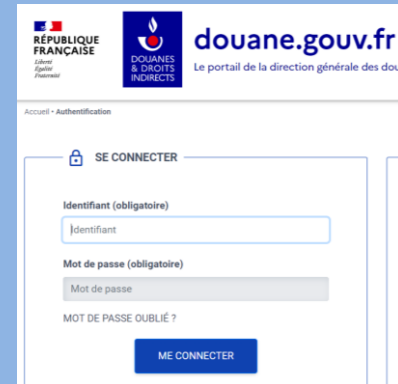 RÉPUBLIQUE
FRANÇAISE
Liberté
Égalité
Fraternité
DOUANES
& DROITS
INDIRECTS
douane.gouv.fr
Le portail de la direction générale des dou
Accueil • Authentification
SE CONNECTER
Identifiant (obligatoire)
Identifiant
Mot de passe (obligatoire)
Mot de passe
MOT DE PASSE OUBLIÉ ?
ME CONNECTER